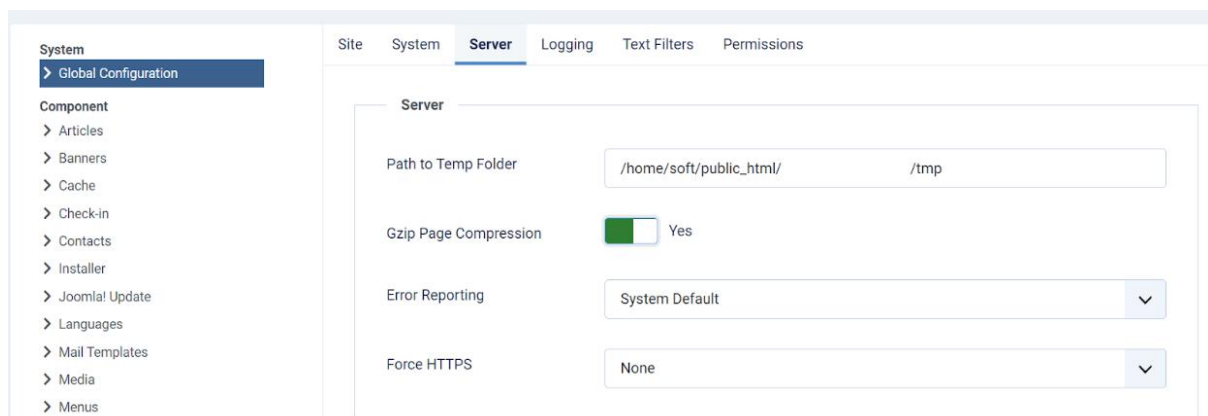 System
Global Configuration
Component
Articles
Banners
Cache
Check-in
Contacts
Installer
Joomla! Update
Languages
Mail Templates
Media
Menus
Site System Server Logging Text Filters Permissions
Server
Path to Temp Folder /home/soft/public_html/ /tmp
Gzip Page Compression Yes
Error Reporting System Default
Force HTTPS None